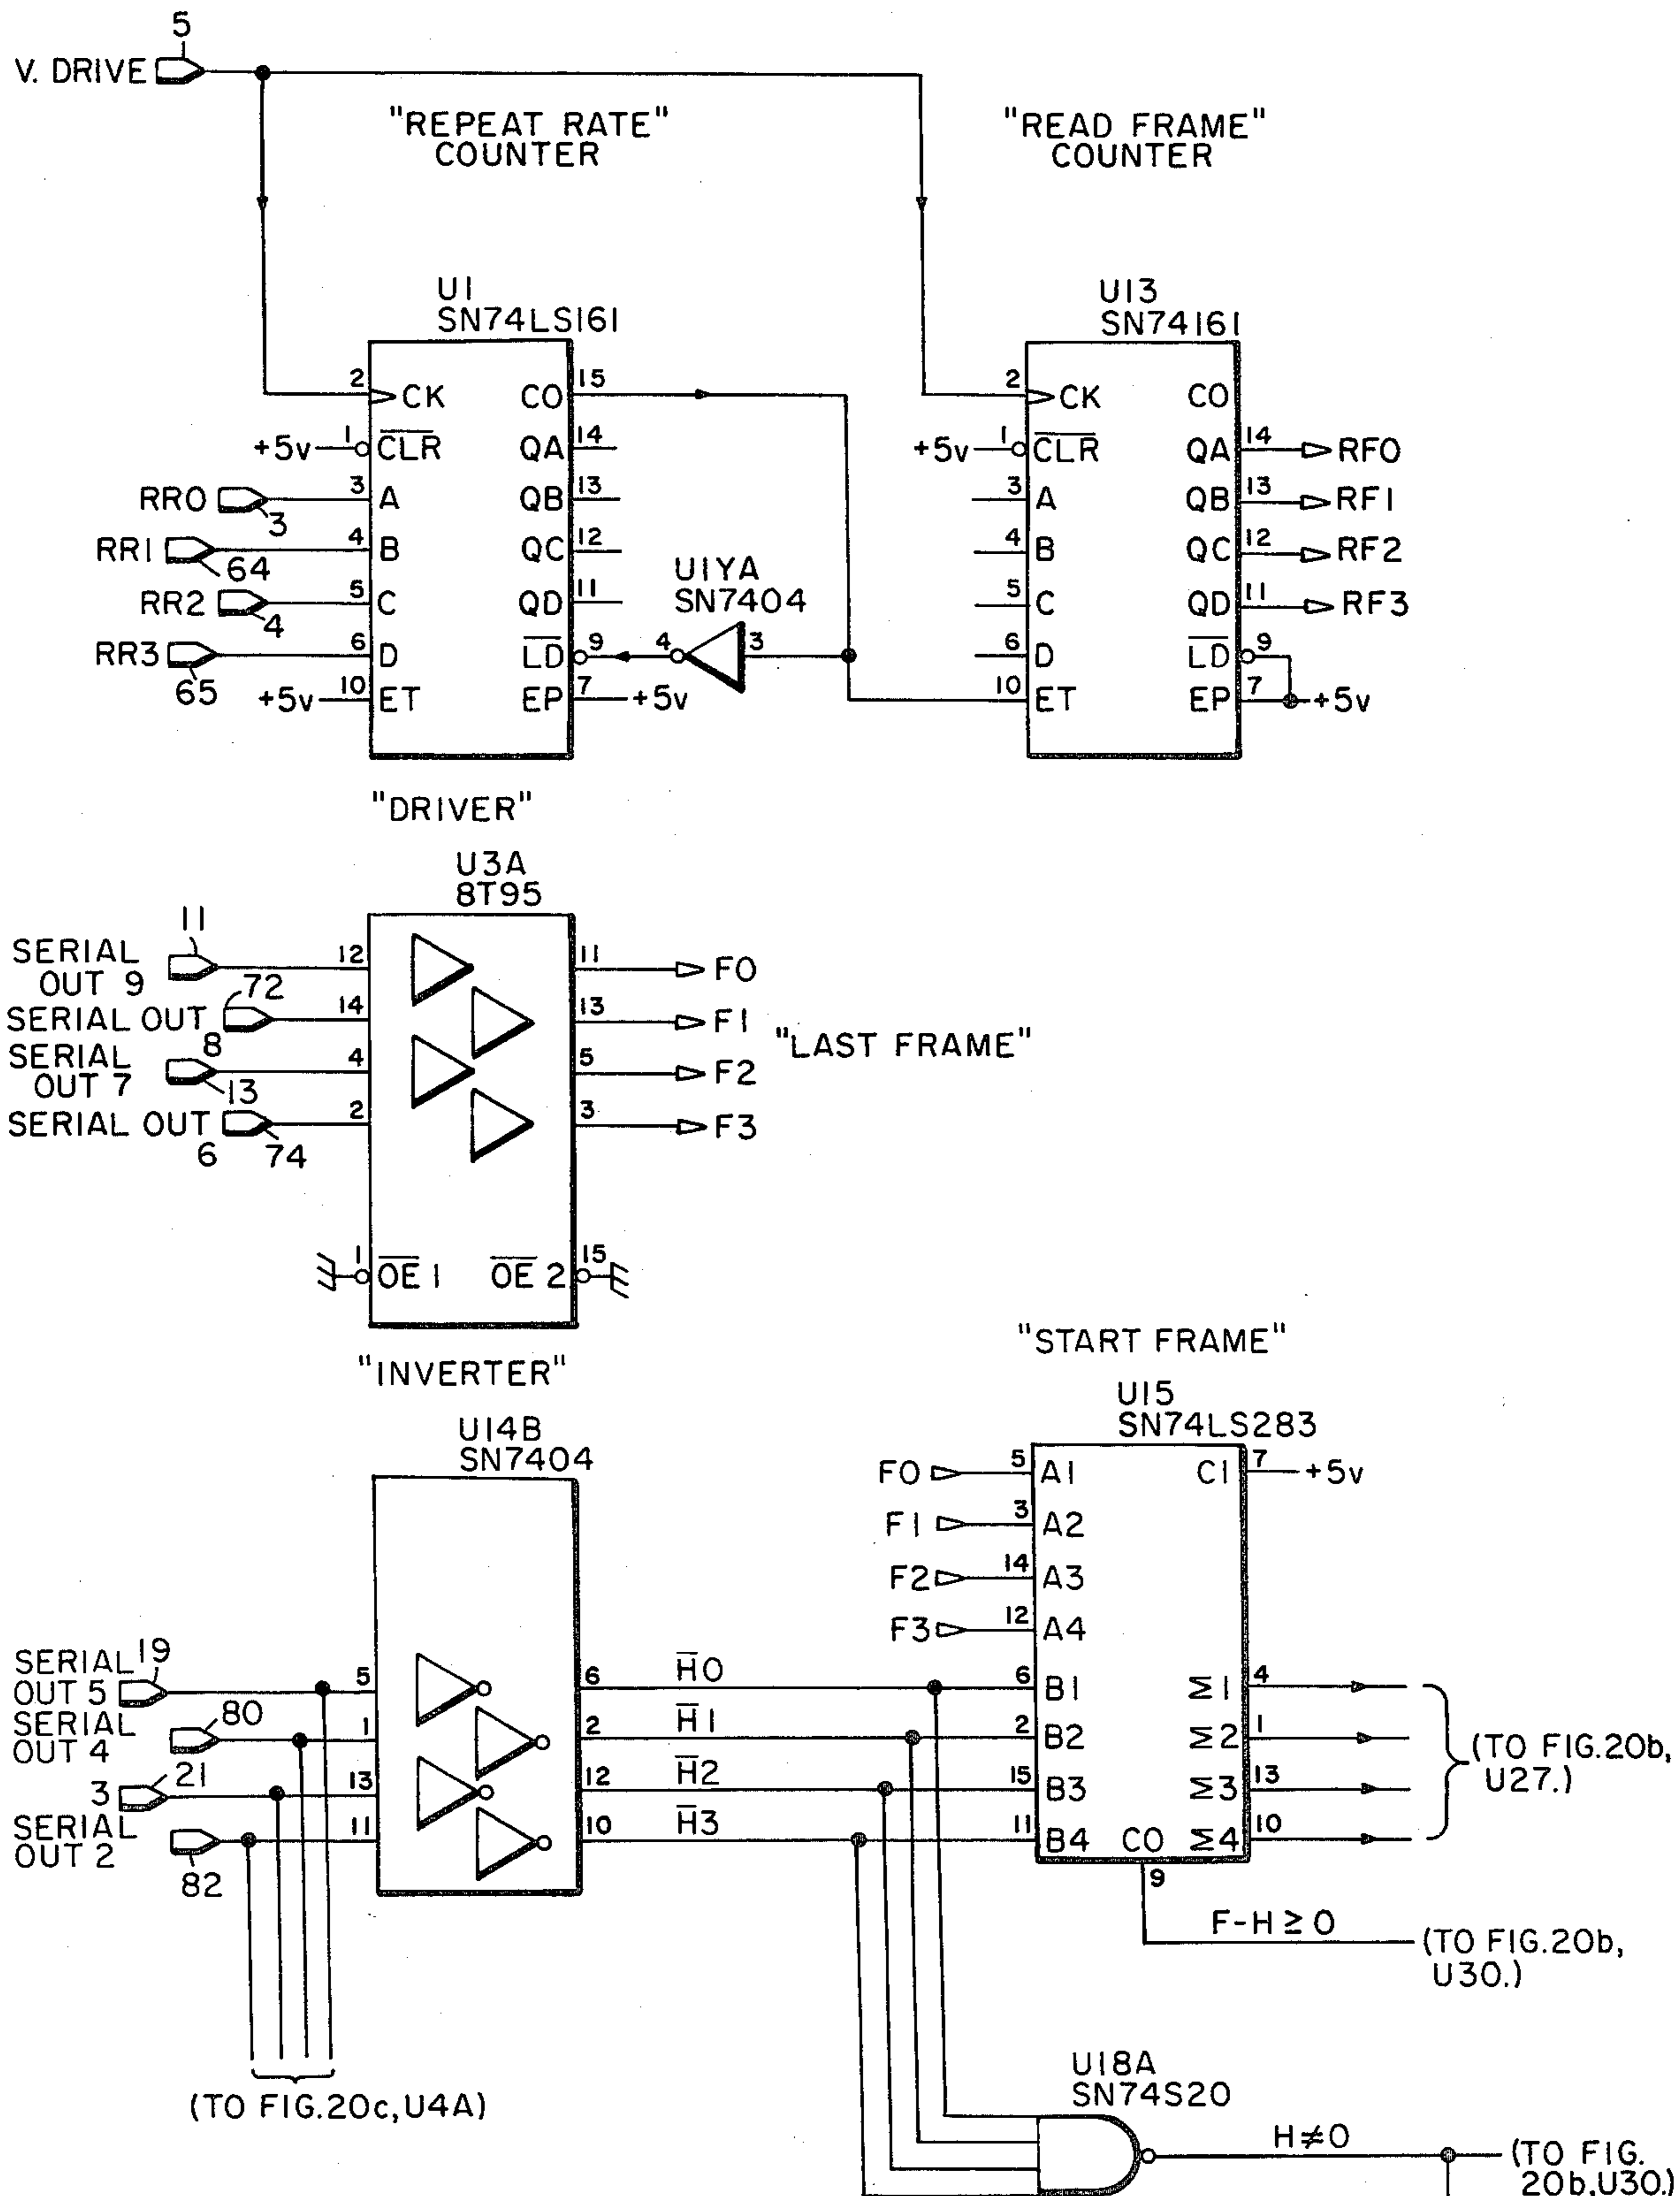 5
V. DRIVE
"REPEAT RATE"
COUNTER
"READ FRAME"
COUNTER
U1
SN74LS161
2 CK CO 15
+5v 1 CLR QA 14
RR0 3 3 A QB 13
RR1 64 4 B QC 12
RR2 4 5 C QD 11
RR3 65 6 D LD 9
+5v 10 ET EP 7 +5v
U1YA
SN7404
4 3
U13
SN74161
2 CK CO
+5v 1 CLR QA 14 RF0
3 A QB 13 RF1
4 B QC 12 RF2
5 C QD 11 RF3
6 D LD 9
10 ET EP 7 +5v
"DRIVER"
U3A
8T95
SERIAL
OUT 9 11 12 11 F0
SERIAL OUT
8 72 14 13 F1
SERIAL
OUT 7 13 4 5 F2
SERIAL OUT
6 74 2 3 F3
"LAST FRAME"
1 OE 1 OE 2 15
"INVERTER"
U14B
SN7404
SERIAL
OUT 5 19 5 6 H̅0
SERIAL
OUT 4 80 1 2 H̅1
3 21 13 12 H̅2
SERIAL
OUT 2 82 11 10 H̅3
(TO FIG.20c,U4A)
"START FRAME"
U15
SN74LS283
F0 5 A1 C1 7 +5v
F1 3 A2
F2 14 A3
F3 12 A4
6 B1 Σ1 4
2 B2 Σ2 1
15 B3 Σ3 13
11 B4 CO Σ4 10
9
(TO FIG.20b,
U27.)
F-H ≥ 0
(TO FIG.20b,
U30.)
U18A
SN74S20
H≠0
(TO FIG.
20b,U30.)